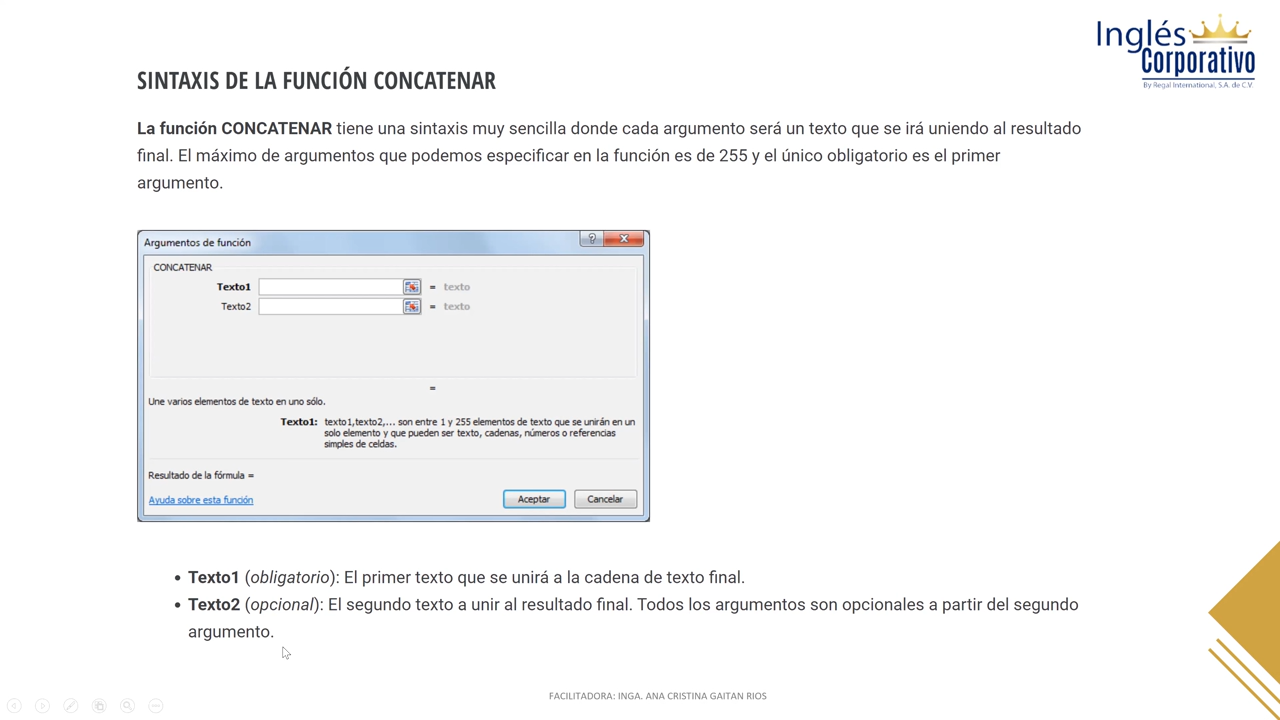 Inglés
Corporativo
By Regal International, S.A. de C.V.
SINTAXIS DE LA FUNCIÓN CONCATENAR
La función CONCATENAR tiene una sintaxis muy sencilla donde cada argumento será un texto que se irá uniendo al resultado
final. El máximo de argumentos que podemos especificar en la función es de 255 y el único obligatorio es el primer
argumento.
Argumentos de función
?
CONCATENAR
Texto1 = texto
Texto2 = texto
=
Une varios elementos de texto en uno sólo.
Texto1: texto1,texto2,... son entre 1 y 255 elementos de texto que se unirán en un
solo elemento y que pueden ser texto, cadenas, números o referencias
simples de celdas.
Resultado de la fórmula =
Ayuda sobre esta función
Aceptar Cancelar
• Texto1 (obligatorio): El primer texto que se unirá a la cadena de texto final.
• Texto2 (opcional): El segundo texto a unir al resultado final. Todos los argumentos son opcionales a partir del segundo
argumento.
FACILITADORA: INGA. ANA CRISTINA GAITAN RIOS